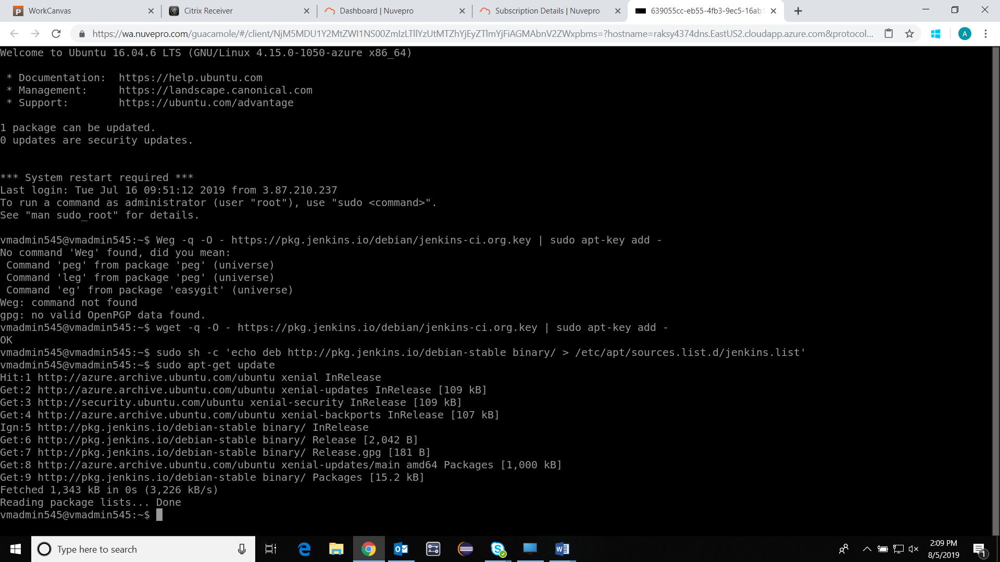 WorkCanvas
Citrix Receiver
Dashboard | Nuvepro
Subscription Details | Nuvepro
639055cc-eb55-4fb3-9ec5-16ab1
https://wa.nuvepro.com/guacamole/#/client/NjM5MDU1Y2MtZWI1NS00ZmIzLTllYzUtMTZhYjEyZTlmYjFiAGMAbnV2ZWxpbms=?hostname=raksy4374dns.EastUS2.cloudapp.azure.com&protocol...
A
Welcome to Ubuntu 16.04.6 LTS (GNU/Linux 4.15.0-1050-azure x86_64)
* Documentation:  https://help.ubuntu.com
* Management:     https://landscape.canonical.com
* Support:        https://ubuntu.com/advantage
1 package can be updated.
0 updates are security updates.
*** System restart required ***
Last login: Tue Jul 16 09:51:12 2019 from 3.87.210.237
To run a command as administrator (user "root"), use "sudo <command>".
See "man sudo_root" for details.
vmadmin545@vmadmin545:~$ Weg -q -O - https://pkg.jenkins.io/debian/jenkins-ci.org.key | sudo apt-key add -
No command 'Weg' found, did you mean:
Command 'peg' from package 'peg' (universe)
Command 'leg' from package 'peg' (universe)
Command 'eg' from package 'easygit' (universe)
Weg: command not found
gpg: no valid OpenPGP data found.
vmadmin545@vmadmin545:~$ wget -q -O - https://pkg.jenkins.io/debian/jenkins-ci.org.key | sudo apt-key add -
OK
vmadmin545@vmadmin545:~$ sudo sh -c 'echo deb http://pkg.jenkins.io/debian-stable binary/ > /etc/apt/sources.list.d/jenkins.list'
vmadmin545@vmadmin545:~$ sudo apt-get update
Hit:1 http://azure.archive.ubuntu.com/ubuntu xenial InRelease
Get:2 http://azure.archive.ubuntu.com/ubuntu xenial-updates InRelease [109 kB]
Get:3 http://security.ubuntu.com/ubuntu xenial-security InRelease [109 kB]
Get:4 http://azure.archive.ubuntu.com/ubuntu xenial-backports InRelease [107 kB]
Ign:5 http://pkg.jenkins.io/debian-stable binary/ InRelease
Get:6 http://pkg.jenkins.io/debian-stable binary/ Release [2,042 B]
Get:7 http://pkg.jenkins.io/debian-stable binary/ Release.gpg [181 B]
Get:8 http://azure.archive.ubuntu.com/ubuntu xenial-updates/main amd64 Packages [1,000 kB]
Get:9 http://pkg.jenkins.io/debian-stable binary/ Packages [15.2 kB]
Fetched 1,343 kB in 0s (3,226 kB/s)
Reading package lists... Done
vmadmin545@vmadmin545:~$
Type here to search
2:09 PM
8/5/2019
1